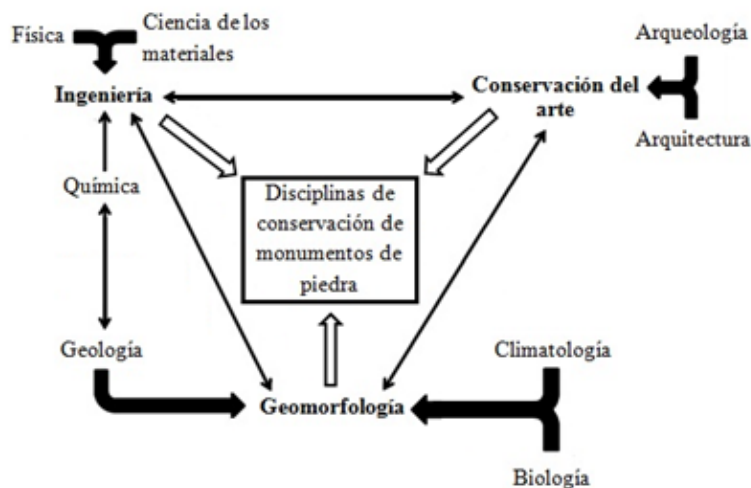 Física
Ciencia de los
materiales
Ingeniería
Conservación del
arte
Arqueología
Arquitectura
Química
Disciplinas de
conservación de
monumentos de
piedra
Geología
Climatología
Geomorfología
Biología